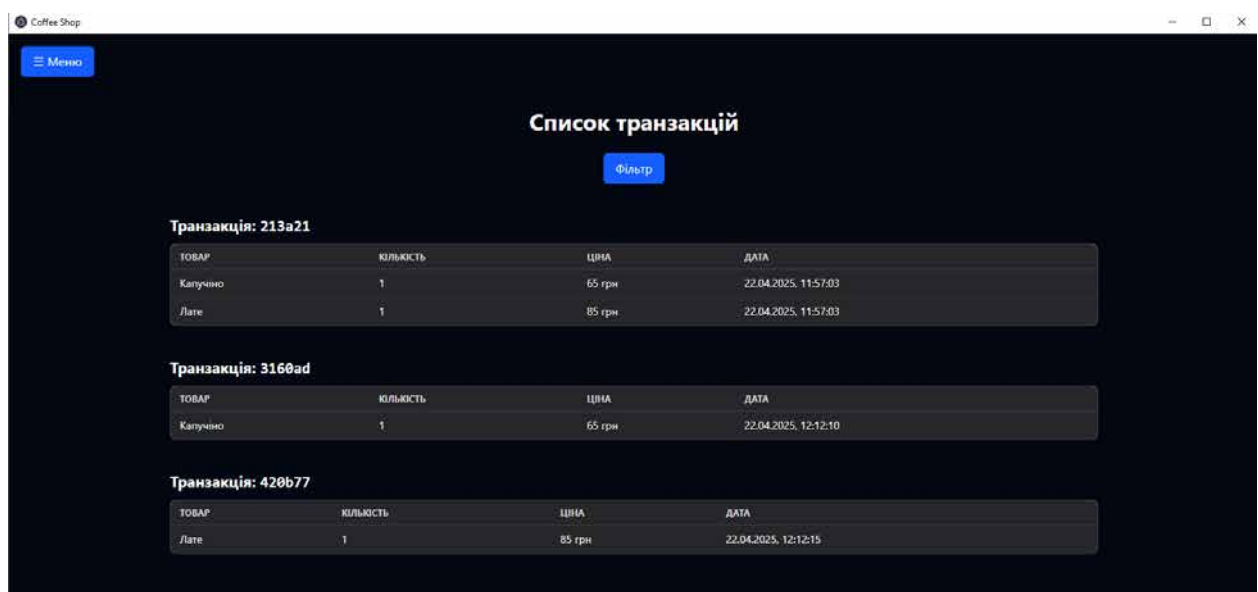 Coffee Shop
☰ Меню
Список транзакцій
Фільтр
Транзакція: 213a21
ТОВАР КІЛЬКІСТЬ ЦІНА ДАТА
Капучіно 1 65 грн 22.04.2025, 11:57:03
Лате 1 85 грн 22.04.2025, 11:57:03
Транзакція: 3160ad
ТОВАР КІЛЬКІСТЬ ЦІНА ДАТА
Капучіно 1 65 грн 22.04.2025, 12:12:10
Транзакція: 420b77
ТОВАР КІЛЬКІСТЬ ЦІНА ДАТА
Лате 1 85 грн 22.04.2025, 12:12:15